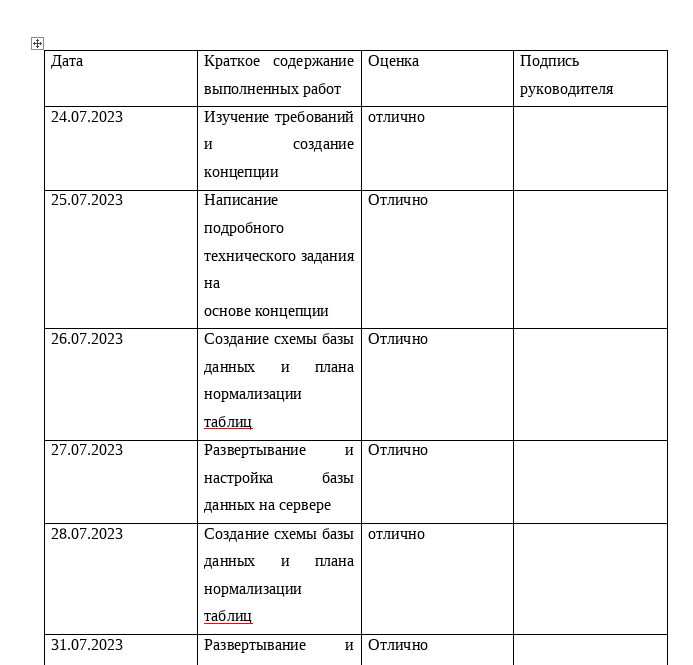 Дата
Краткое содержание
выполненных работ
Оценка
Подпись
руководителя
24.07.2023
Изучение требований
и создание
концепции
отлично
25.07.2023
Написание
подробного
технического задания
на
основе концепции
Отлично
26.07.2023
Создание схемы базы
данных и плана
нормализации
таблиц
Отлично
27.07.2023
Развертывание и
настройка базы
данных на сервере
Отлично
28.07.2023
Создание схемы базы
данных и плана
нормализации
таблиц
отлично
31.07.2023
Развертывание и
Отлично